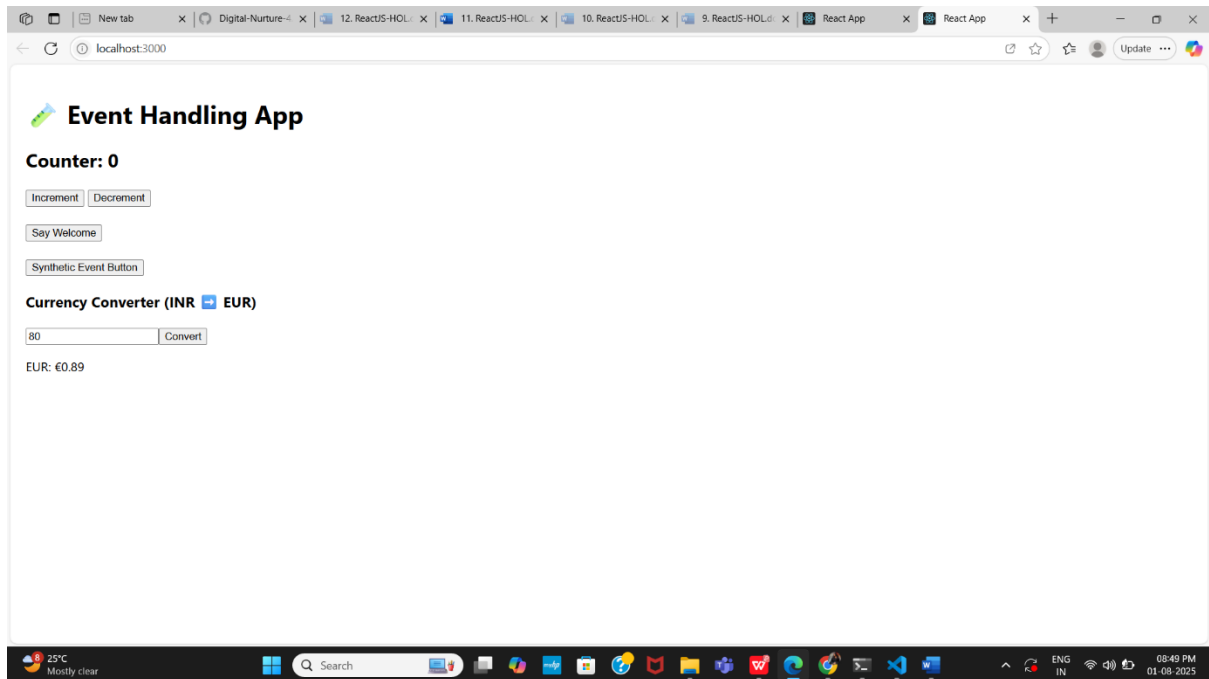 New tab
Digital-Nurture-4
12. ReactJS-HOL.
11. ReactJS-HOL.
10. ReactJS-HOL.
9. ReactJS-HOL.d
React App
React App
localhost:3000
Update
Event Handling App
Counter: 0
Increment Decrement
Say Welcome
Synthetic Event Button
Currency Converter (INR ➡️ EUR)
80 Convert
EUR: €0.89
8
25°C
Mostly clear
Search
ENG
IN
08:49 PM
01-08-2025